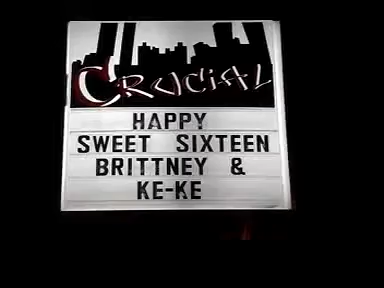 CRUCIAL
HAPPY
SWEET SIXTEEN
BRITTNEY &
KE-KE